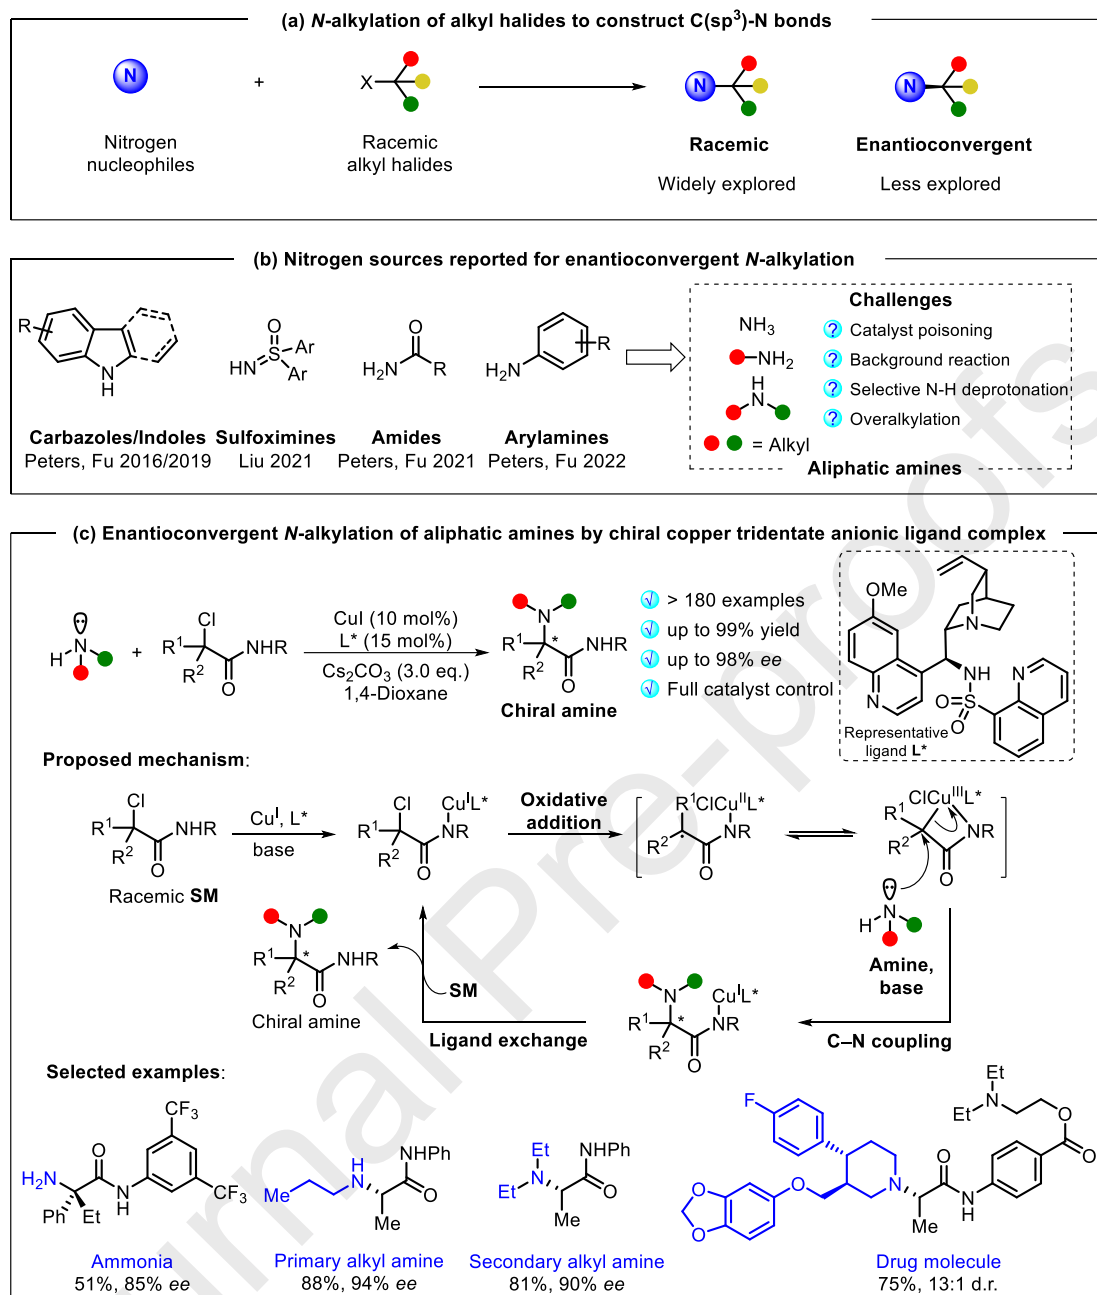 (a) N-alkylation of alkyl halides to construct C(sp³)-N bonds
N
+
X
N
N
Nitrogen
nucleophiles
Racemic
alkyl halides
Racemic
Enantioconvergent
Widely explored
Less explored
(b) Nitrogen sources reported for enantioconvergent N-alkylation
R
N
H
O
S
Ar
HN
Ar
O
H₂N
R
H₂N
R
Challenges
NH₃
? Catalyst poisoning
NH₂
? Background reaction
H
N
? Selective N-H deprotonation
? Overalkylation
= Alkyl
Aliphatic amines
Carbazoles/Indoles
Peters, Fu 2016/2019
Sulfoximines
Liu 2021
Amides
Peters, Fu 2021
Arylamines
Peters, Fu 2022
(c) Enantioconvergent N-alkylation of aliphatic amines by chiral copper tridentate anionic ligand complex
H
N
+
Cl
R¹
R²
NHR
O
CuI (10 mol%)
L* (15 mol%)
Cs₂CO₃ (3.0 eq.)
1,4-Dioxane
N
R¹
*
R²
NHR
O
Chiral amine
√ > 180 examples
√ up to 99% yield
√ up to 98% ee
√ Full catalyst control
OMe
N
N
NH
O
S
O
N
Representative
ligand L*
Proposed mechanism:
Cl
R¹
R²
NHR
O
Racemic SM
Cuᴵ, L*
base
Cl
CuᴵL*
R¹
R²
NR
O
Oxidative
addition
R¹ClCuᴵᴵL*
R²
NR
O
ClCuᴵᴵᴵL*
R¹
R²
NR
O
H
N
Amine,
base
C–N coupling
N
CuᴵL*
R¹
*
R²
NR
O
Ligand exchange
SM
N
R¹
*
R²
NHR
O
Chiral amine
Selected examples:
CF₃
CF₃
H₂N
O
N
H
Ph
Et
Ammonia
51%, 85% ee
Me
H
N
NHPh
O
Me
Primary alkyl amine
88%, 94% ee
Et
N
Et
NHPh
O
Me
Secondary alkyl amine
81%, 90% ee
F
O
O
O
N
O
Me
N
H
Et
N
Et
O
O
Drug molecule
75%, 13:1 d.r.
Journal Pre-proofs